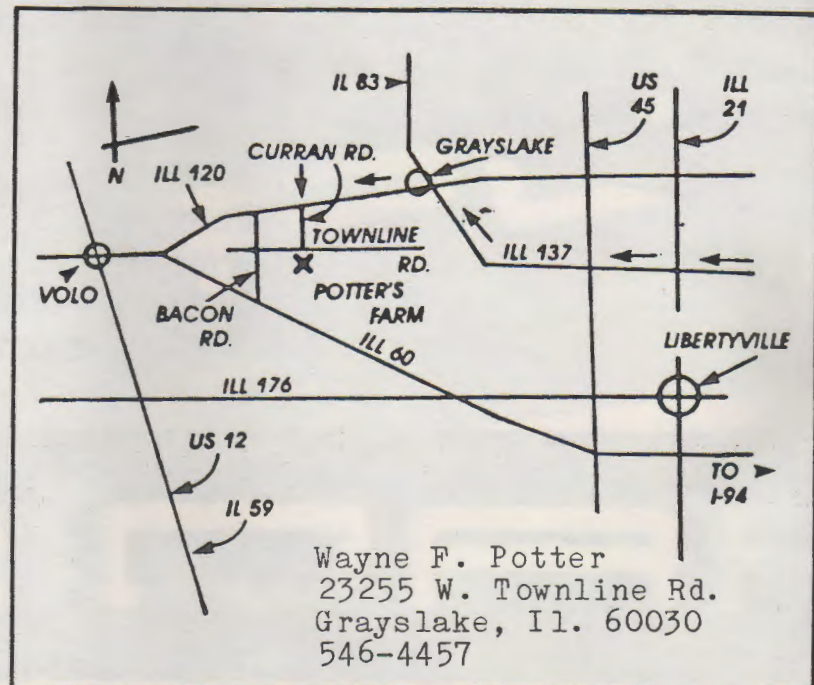 IL 83
US
45
ILL
21
N
ILL 120
CURRAN RD.
GRAYSLAKE
TOWNLINE
RD.
ILL 137
VOLO
BACON
RD.
POTTER'S
FARM
ILL 60
LIBERTYVILLE
ILL 176
US 12
IL 59
TO
I-94
Wayne F. Potter
23255 W. Townline Rd.
Grayslake, Il. 60030
546-4457